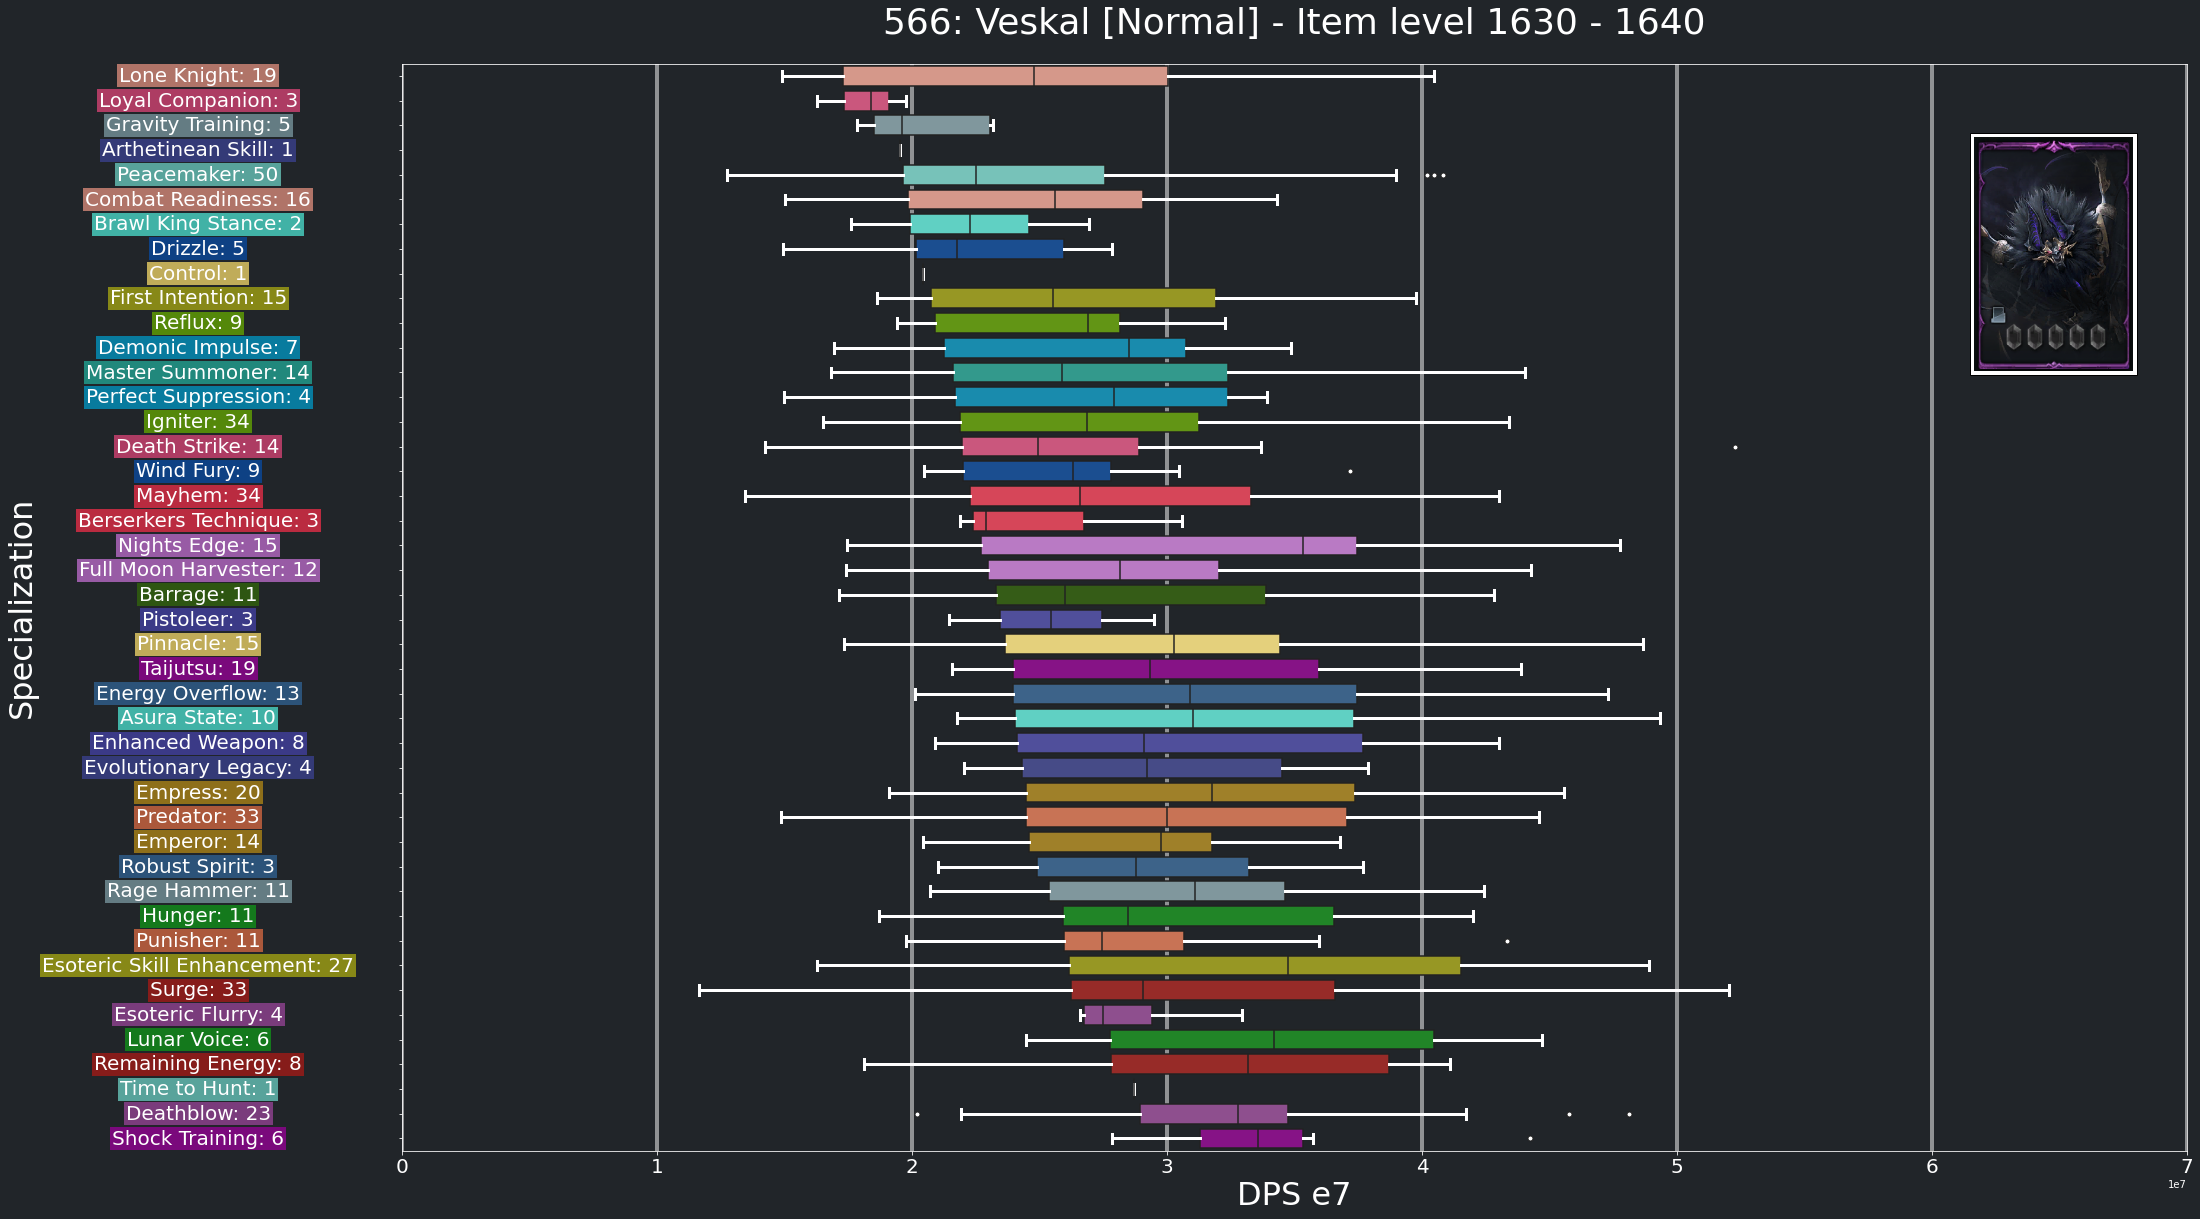 566: Veskal [Normal] - Item level 1630 - 1640
Lone Knight: 19
Loyal Companion: 3
Gravity Training: 5
Arthetinean Skill: 1
Peacemaker: 50
Combat Readiness: 16
Brawl King Stance: 2
Drizzle: 5
Control: 1
First Intention: 15
Reflux: 9
Demonic Impulse: 7
Master Summoner: 14
Perfect Suppression: 4
Igniter: 34
Death Strike: 14
Wind Fury: 9
Mayhem: 34
Berserkers Technique: 3
Nights Edge: 15
Full Moon Harvester: 12
Barrage: 11
Pistoleer: 3
Pinnacle: 15
Taijutsu: 19
Energy Overflow: 13
Asura State: 10
Enhanced Weapon: 8
Evolutionary Legacy: 4
Empress: 20
Predator: 33
Emperor: 14
Robust Spirit: 3
Rage Hammer: 11
Hunger: 11
Punisher: 11
Esoteric Skill Enhancement: 27
Surge: 33
Esoteric Flurry: 4
Lunar Voice: 6
Remaining Energy: 8
Time to Hunt: 1
Deathblow: 23
Shock Training: 6
Specialization
0 1 2 3 4 5 6 7
1e7
DPS e7